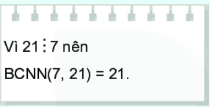 Vì 21⋮7 nên
BCNN(7, 21) = 21.